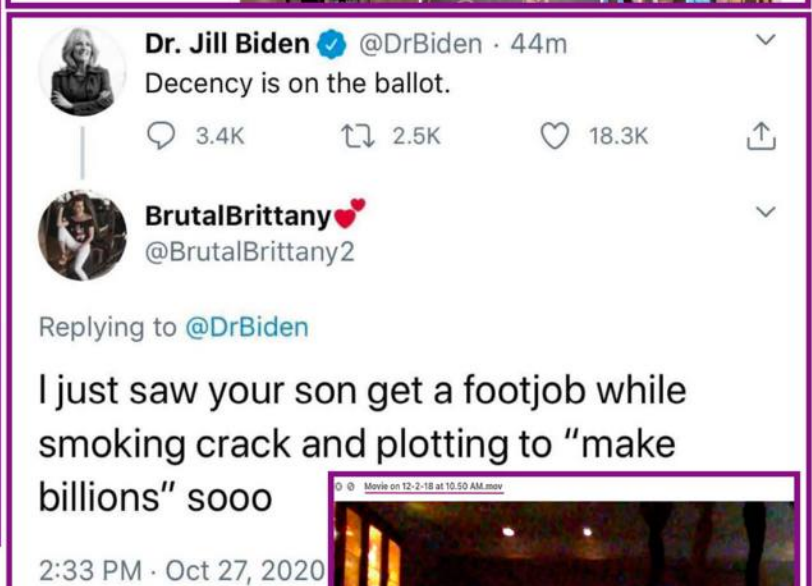 Dr. Jill Biden @DrBiden · 44m
Decency is on the ballot.
3.4K 2.5K 18.3K
BrutalBrittany💕
@BrutalBrittany2
Replying to @DrBiden
I just saw your son get a footjob while
smoking crack and plotting to “make
billions” sooo
Movie on 12-2-18 at 10.50 AM.mov
2:33 PM · Oct 27, 2020